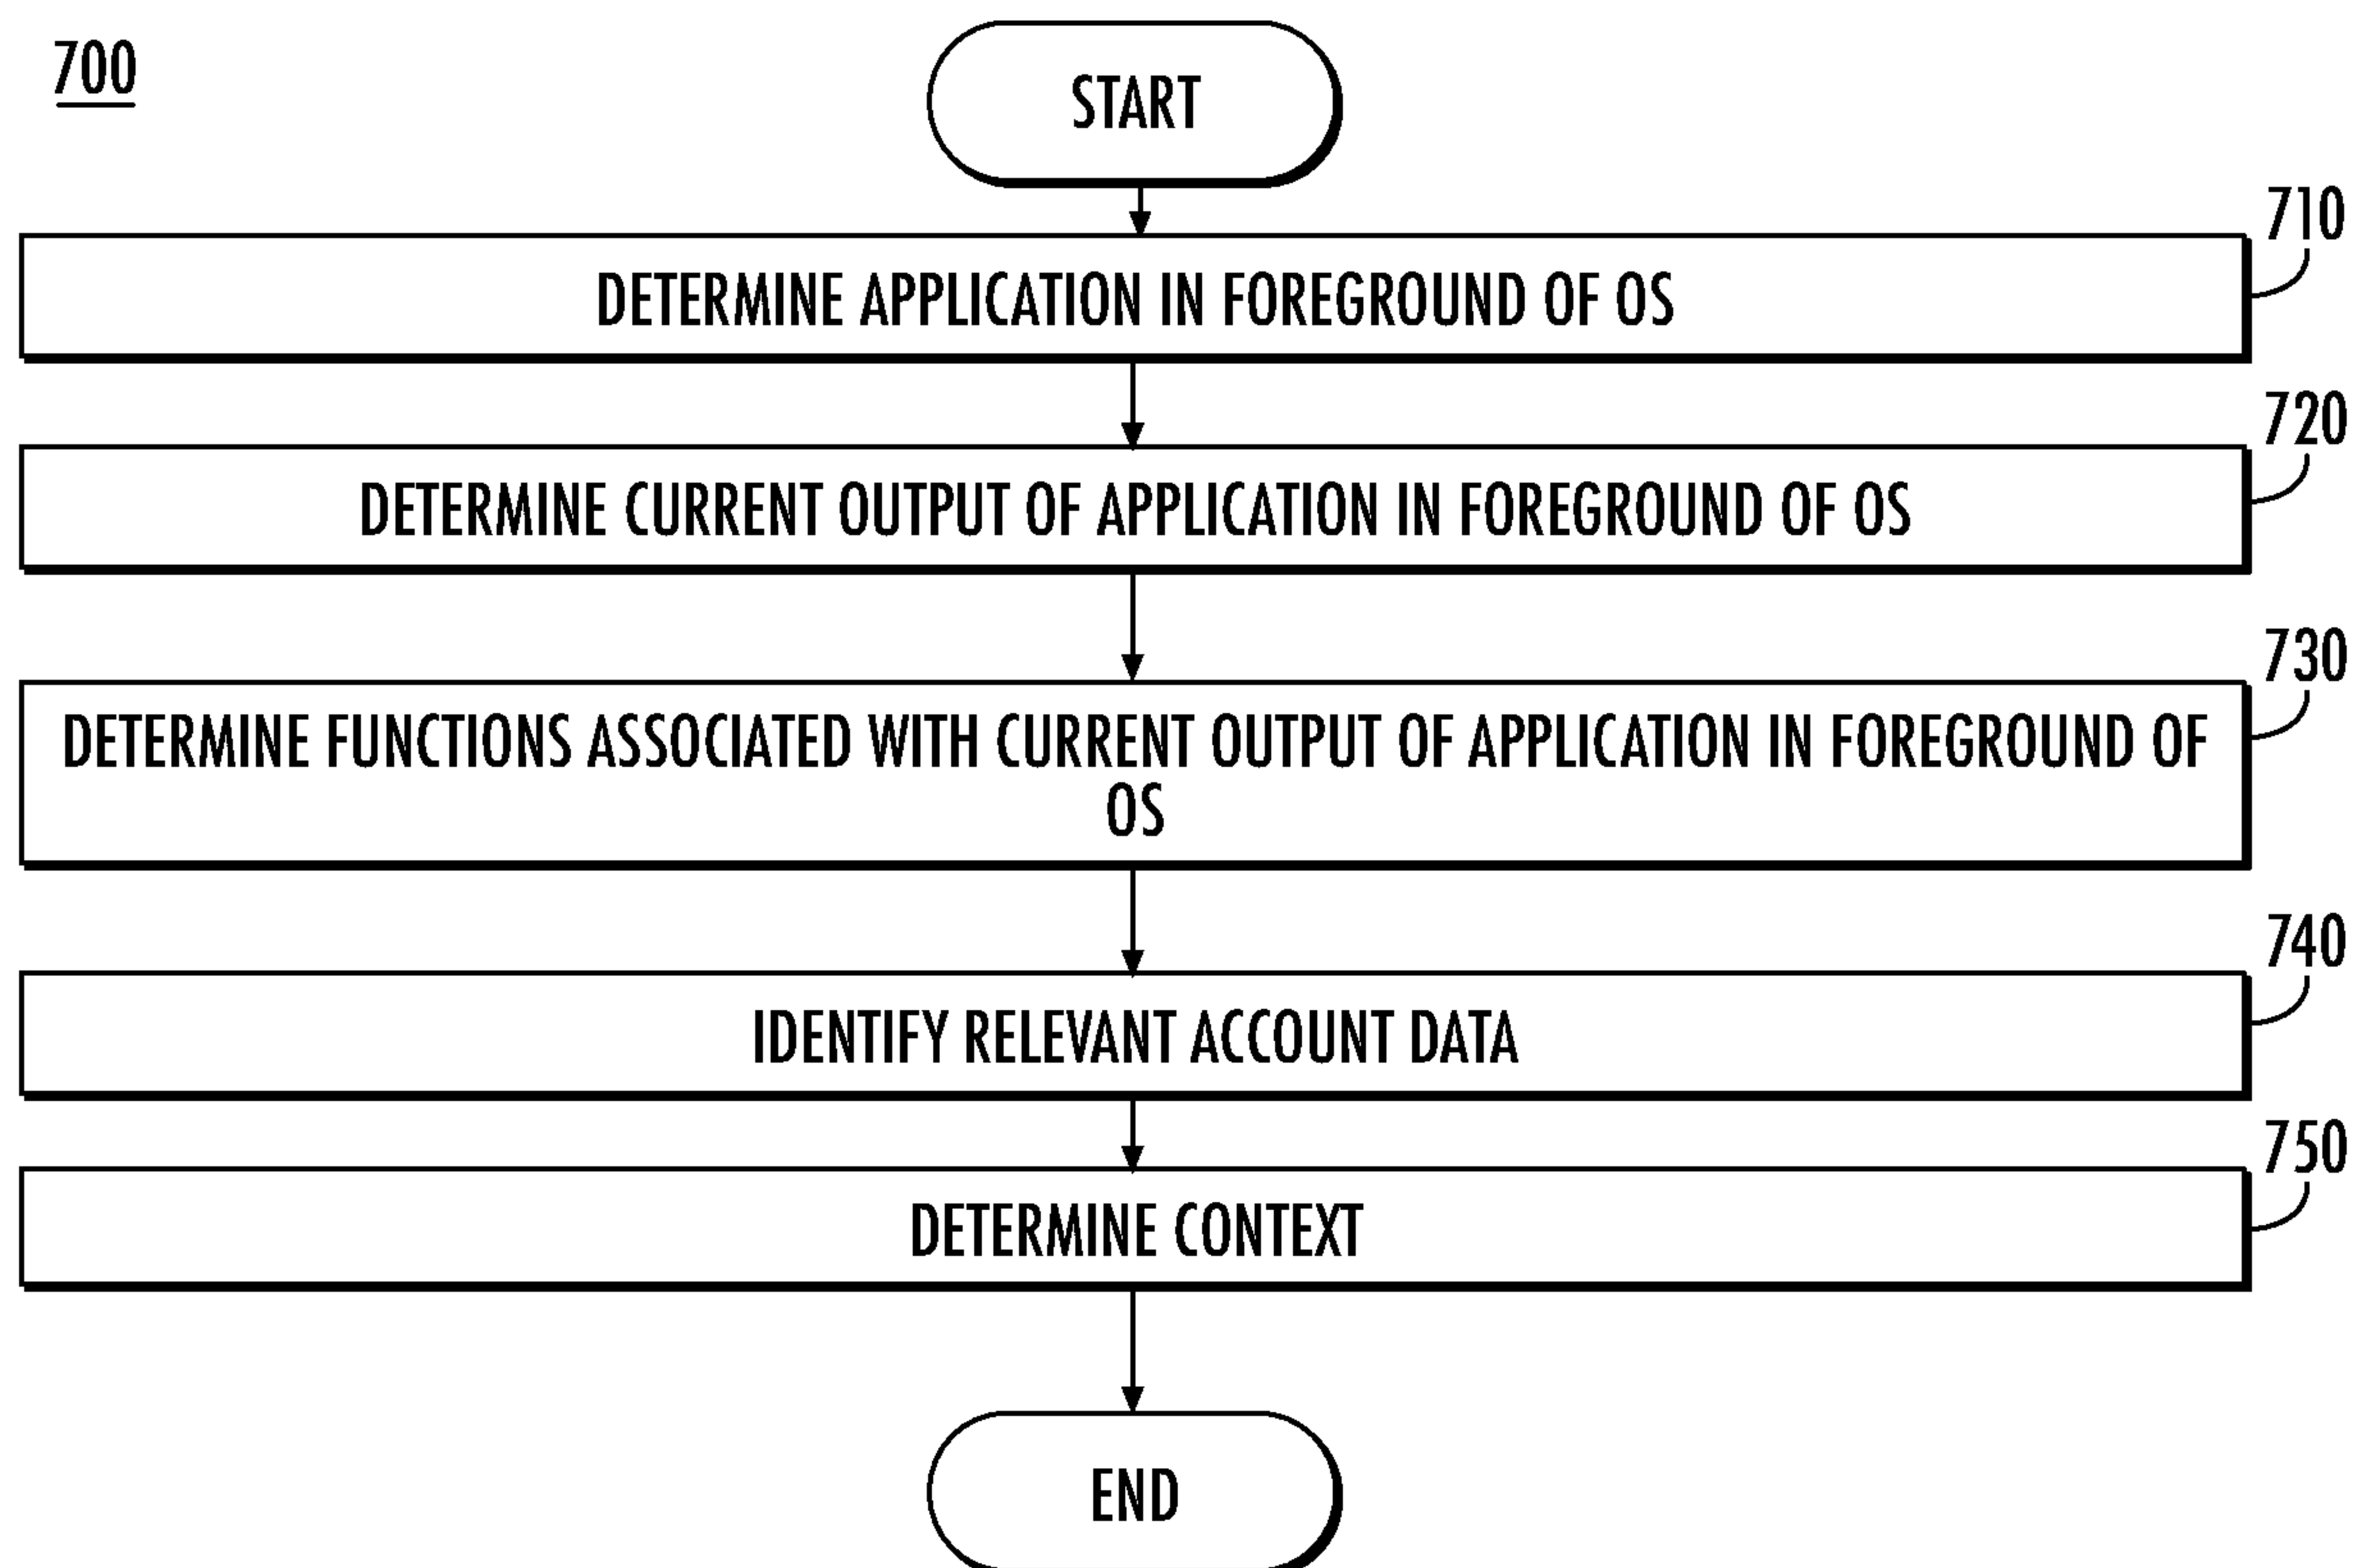 700
START
710
DETERMINE APPLICATION IN FOREGROUND OF OS
720
DETERMINE CURRENT OUTPUT OF APPLICATION IN FOREGROUND OF OS
730
DETERMINE FUNCTIONS ASSOCIATED WITH CURRENT OUTPUT OF APPLICATION IN FOREGROUND OF
OS
740
IDENTIFY RELEVANT ACCOUNT DATA
750
DETERMINE CONTEXT
END